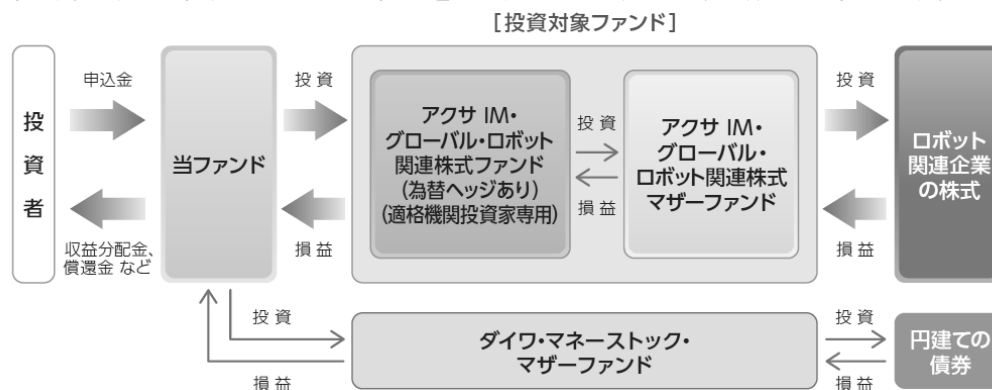 [投資対象ファンド]
投資者
申込金
収益分配金、
償還金 など
当ファンド
投 資
損 益
アクサ IM・
グローバル・ロボット
関連株式ファンド
(為替ヘッジあり)
(適格機関投資家専用)
投 資
損 益
アクサ IM・
グローバル・
ロボット関連株式
マザーファンド
投 資
損 益
ロボット
関連企業
の株式
投 資
損 益
ダイワ・マネーストック・
マザーファンド
投 資
損 益
円建ての
債券